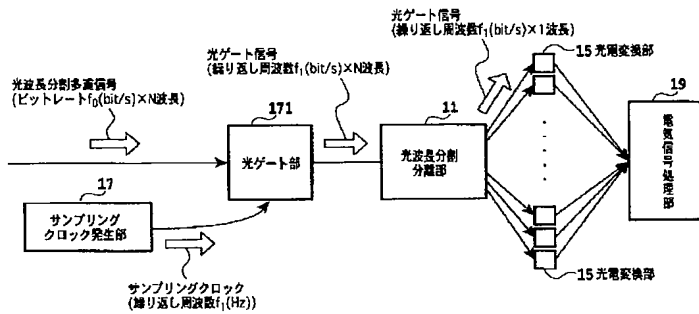 光波長分割多重信号
(ビットレートf₀(bit/s)×N波長)
光ゲート信号
(繰り返し周波数f₁(bit/s)×N波長)
光ゲート信号
(繰り返し周波数f₁(bit/s)×1波長)
171
光ゲート部
11
光波長分割
分離部
15 光電変換部
19
電気信号処理部
17
サンプリング
クロック発生部
サンプリングクロック
(繰り返し周波数f₁(Hz))
15 光電変換部